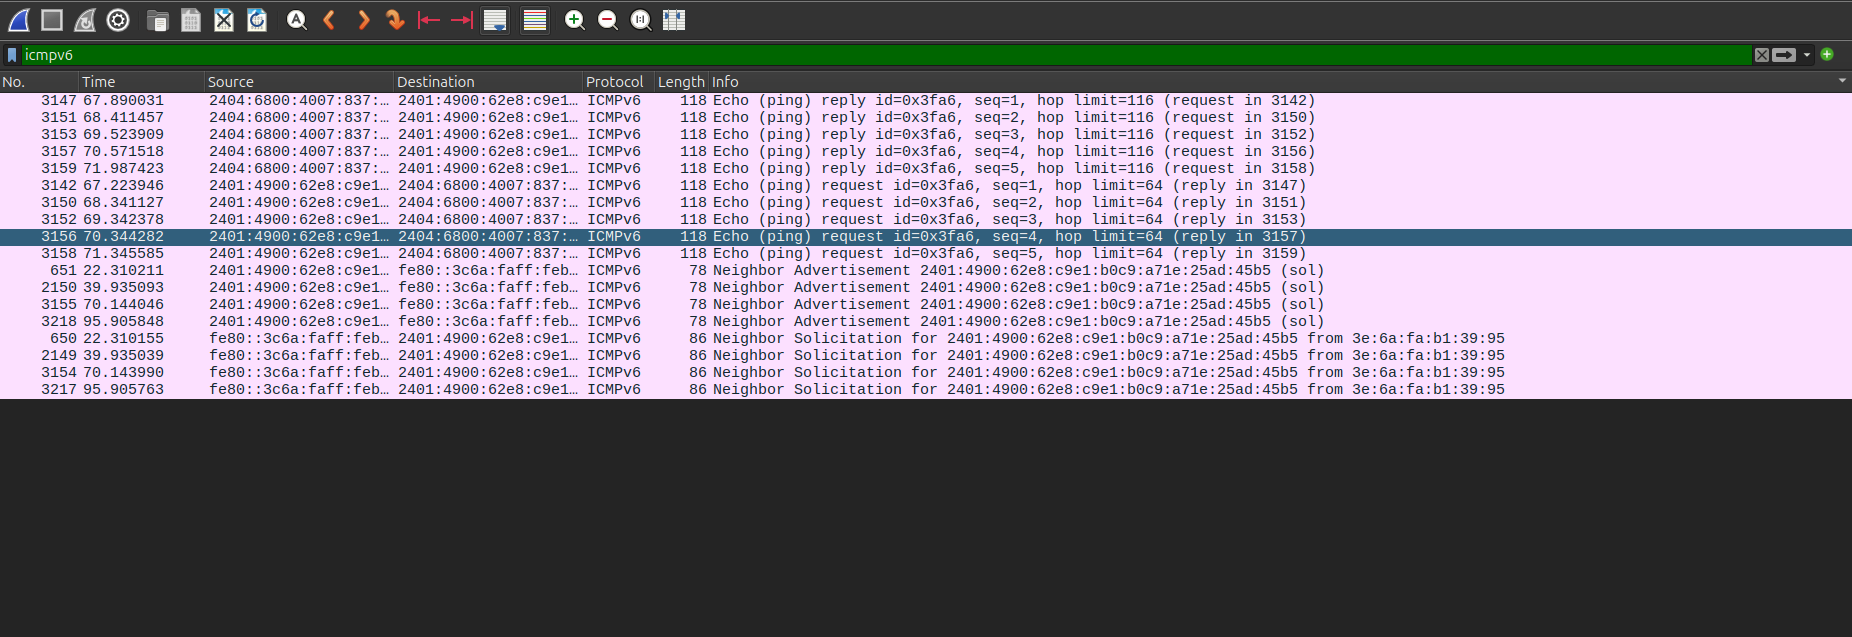 icmpv6
No. Time Source Destination Protocol Length Info
3147 67.890031 2404:6800:4007:837:… 2401:4900:62e8:c9e1… ICMPv6 118 Echo (ping) reply id=0x3fa6, seq=1, hop limit=116 (request in 3142)
3151 68.411457 2404:6800:4007:837:… 2401:4900:62e8:c9e1… ICMPv6 118 Echo (ping) reply id=0x3fa6, seq=2, hop limit=116 (request in 3150)
3153 69.523909 2404:6800:4007:837:… 2401:4900:62e8:c9e1… ICMPv6 118 Echo (ping) reply id=0x3fa6, seq=3, hop limit=116 (request in 3152)
3157 70.571518 2404:6800:4007:837:… 2401:4900:62e8:c9e1… ICMPv6 118 Echo (ping) reply id=0x3fa6, seq=4, hop limit=116 (request in 3156)
3159 71.987423 2404:6800:4007:837:… 2401:4900:62e8:c9e1… ICMPv6 118 Echo (ping) reply id=0x3fa6, seq=5, hop limit=116 (request in 3158)
3142 67.223946 2401:4900:62e8:c9e1… 2404:6800:4007:837:… ICMPv6 118 Echo (ping) request id=0x3fa6, seq=1, hop limit=64 (reply in 3147)
3150 68.341127 2401:4900:62e8:c9e1… 2404:6800:4007:837:… ICMPv6 118 Echo (ping) request id=0x3fa6, seq=2, hop limit=64 (reply in 3151)
3152 69.342378 2401:4900:62e8:c9e1… 2404:6800:4007:837:… ICMPv6 118 Echo (ping) request id=0x3fa6, seq=3, hop limit=64 (reply in 3153)
3156 70.344282 2401:4900:62e8:c9e1… 2404:6800:4007:837:… ICMPv6 118 Echo (ping) request id=0x3fa6, seq=4, hop limit=64 (reply in 3157)
3158 71.345585 2401:4900:62e8:c9e1… 2404:6800:4007:837:… ICMPv6 118 Echo (ping) request id=0x3fa6, seq=5, hop limit=64 (reply in 3159)
651 22.310211 2401:4900:62e8:c9e1… fe80::3c6a:faff:feb… ICMPv6 78 Neighbor Advertisement 2401:4900:62e8:c9e1:b0c9:a71e:25ad:45b5 (sol)
2150 39.935093 2401:4900:62e8:c9e1… fe80::3c6a:faff:feb… ICMPv6 78 Neighbor Advertisement 2401:4900:62e8:c9e1:b0c9:a71e:25ad:45b5 (sol)
3155 70.144046 2401:4900:62e8:c9e1… fe80::3c6a:faff:feb… ICMPv6 78 Neighbor Advertisement 2401:4900:62e8:c9e1:b0c9:a71e:25ad:45b5 (sol)
3218 95.905848 2401:4900:62e8:c9e1… fe80::3c6a:faff:feb… ICMPv6 78 Neighbor Advertisement 2401:4900:62e8:c9e1:b0c9:a71e:25ad:45b5 (sol)
650 22.310155 fe80::3c6a:faff:feb… 2401:4900:62e8:c9e1… ICMPv6 86 Neighbor Solicitation for 2401:4900:62e8:c9e1:b0c9:a71e:25ad:45b5 from 3e:6a:fa:b1:39:95
2149 39.935039 fe80::3c6a:faff:feb… 2401:4900:62e8:c9e1… ICMPv6 86 Neighbor Solicitation for 2401:4900:62e8:c9e1:b0c9:a71e:25ad:45b5 from 3e:6a:fa:b1:39:95
3154 70.143990 fe80::3c6a:faff:feb… 2401:4900:62e8:c9e1… ICMPv6 86 Neighbor Solicitation for 2401:4900:62e8:c9e1:b0c9:a71e:25ad:45b5 from 3e:6a:fa:b1:39:95
3217 95.905763 fe80::3c6a:faff:feb… 2401:4900:62e8:c9e1… ICMPv6 86 Neighbor Solicitation for 2401:4900:62e8:c9e1:b0c9:a71e:25ad:45b5 from 3e:6a:fa:b1:39:95